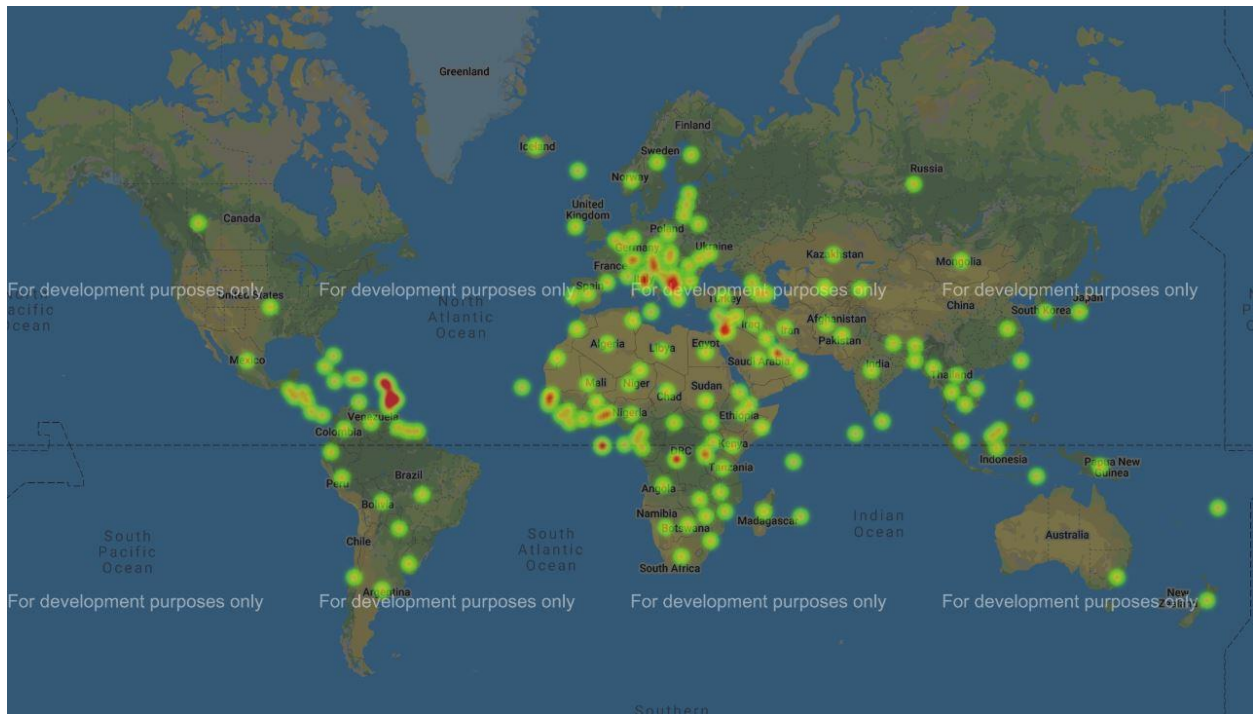 Greenland
Finland
Iceland
Sweden
Russia
Norway
United
Kingdom
Canada
Poland
Germany
Ukraine
Kazakhstan
Mongolia
France
Spain
For development purposes only
For development purposes only
For development purposes only
For development purposes only
United States
North
Atlantic
Ocean
Turkey
China
Japan
South Korea
Afghanistan
Iraq
Iran
Pakistan
Algeria
Libya
Egypt
Saudi Arabia
Mexico
India
Thailand
Mali
Niger
Chad
Sudan
Nigeria
Ethiopia
Venezuela
Colombia
DRC
Kenya
Tanzania
Indonesia
Papua New
Guinea
Brazil
Peru
Bolivia
Angola
Namibia
Botswana
Madagascar
Indian
Ocean
Australia
Chile
South
Pacific
Ocean
South
Atlantic
Ocean
South Africa
Argentina
New
For development purposes only
For development purposes only
For development purposes only
For development purposes only
Southern